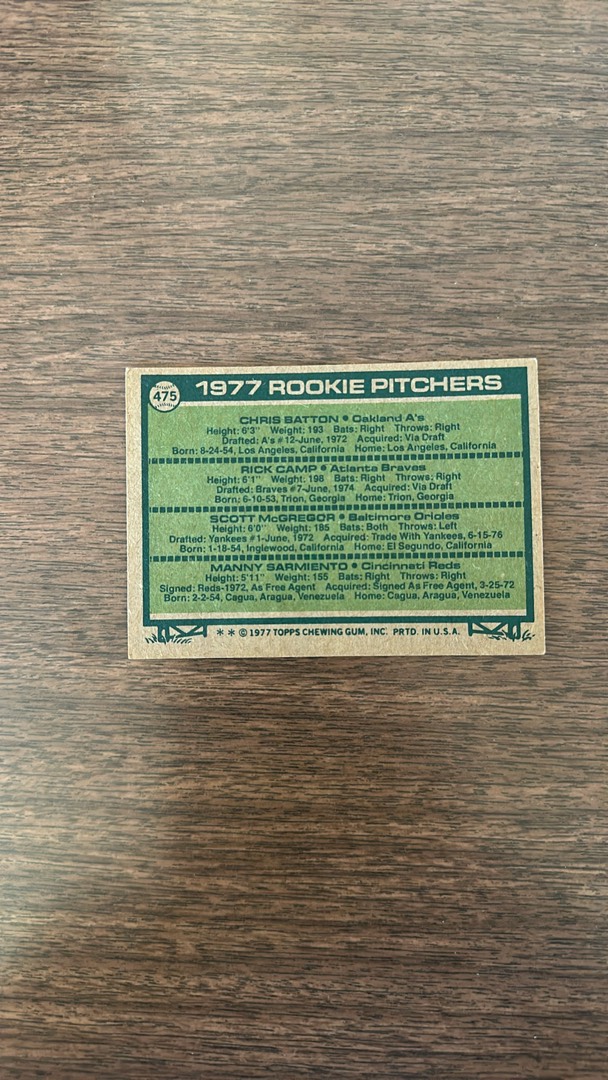 475
1977 ROOKIE PITCHERS
CHRIS BATTON • Oakland A's
Height: 6'3" Weight: 193 Bats: Right Throws: Right
Drafted: A's #12-June, 1972 Acquired: Via Draft
Born: 8-24-54, Los Angeles, California Home: Los Angeles, California
RICK CAMP • Atlanta Braves
Height: 6'1" Weight: 198 Bats: Right Throws: Right
Drafted: Braves #7-June, 1974 Acquired: Via Draft
Born: 6-10-53, Trion, Georgia Home: Trion, Georgia
SCOTT McGREGOR • Baltimore Orioles
Height: 6'0" Weight: 185 Bats: Both Throws: Left
Drafted: Yankees #1-June, 1972 Acquired: Trade With Yankees, 6-15-76
Born: 1-18-54, Inglewood, California Home: El Segundo, California
MANNY SARMIENTO • Cincinnati Reds
Height: 5'11" Weight: 155 Bats: Right Throws: Right
Signed: Reds-1972, As Free Agent Acquired: Signed As Free Agent, 3-25-72
Born: 2-2-54, Cagua, Aragua, Venezuela Home: Cagua, Aragua, Venezuela
** © 1977 TOPPS CHEWING GUM, INC. PRTD. IN U.S.A.